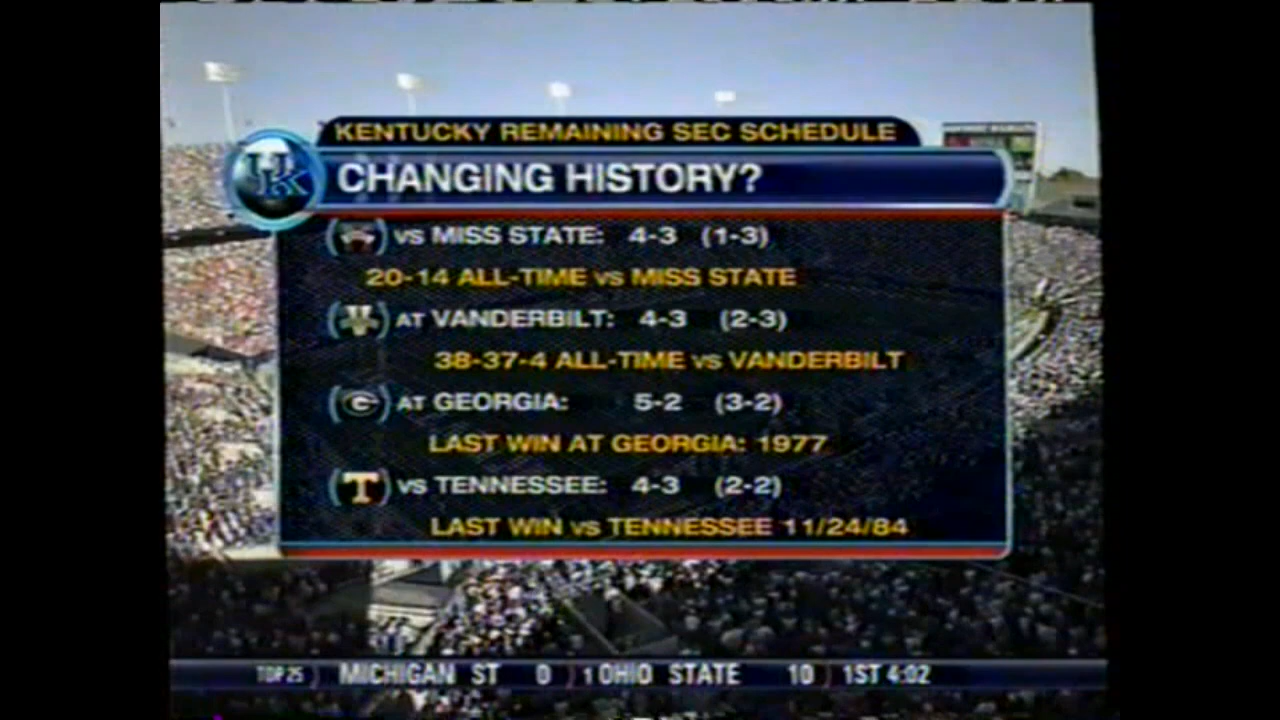 KENTUCKY REMAINING SEC SCHEDULE
UK
CHANGING HISTORY?
VS MISS STATE: 4-3 (1-3)
20-14 ALL-TIME VS MISS STATE
V AT VANDERBILT: 4-3 (2-3)
38-37-4 ALL-TIME VS VANDERBILT
G AT GEORGIA: 5-2 (3-2)
LAST WIN AT GEORGIA: 1977
T VS TENNESSEE: 4-3 (2-2)
LAST WIN VS TENNESSEE 11/24/84
TOP 25 ) MICHIGAN ST 0 ) 1 OHIO STATE 10 ) 1ST 4:02